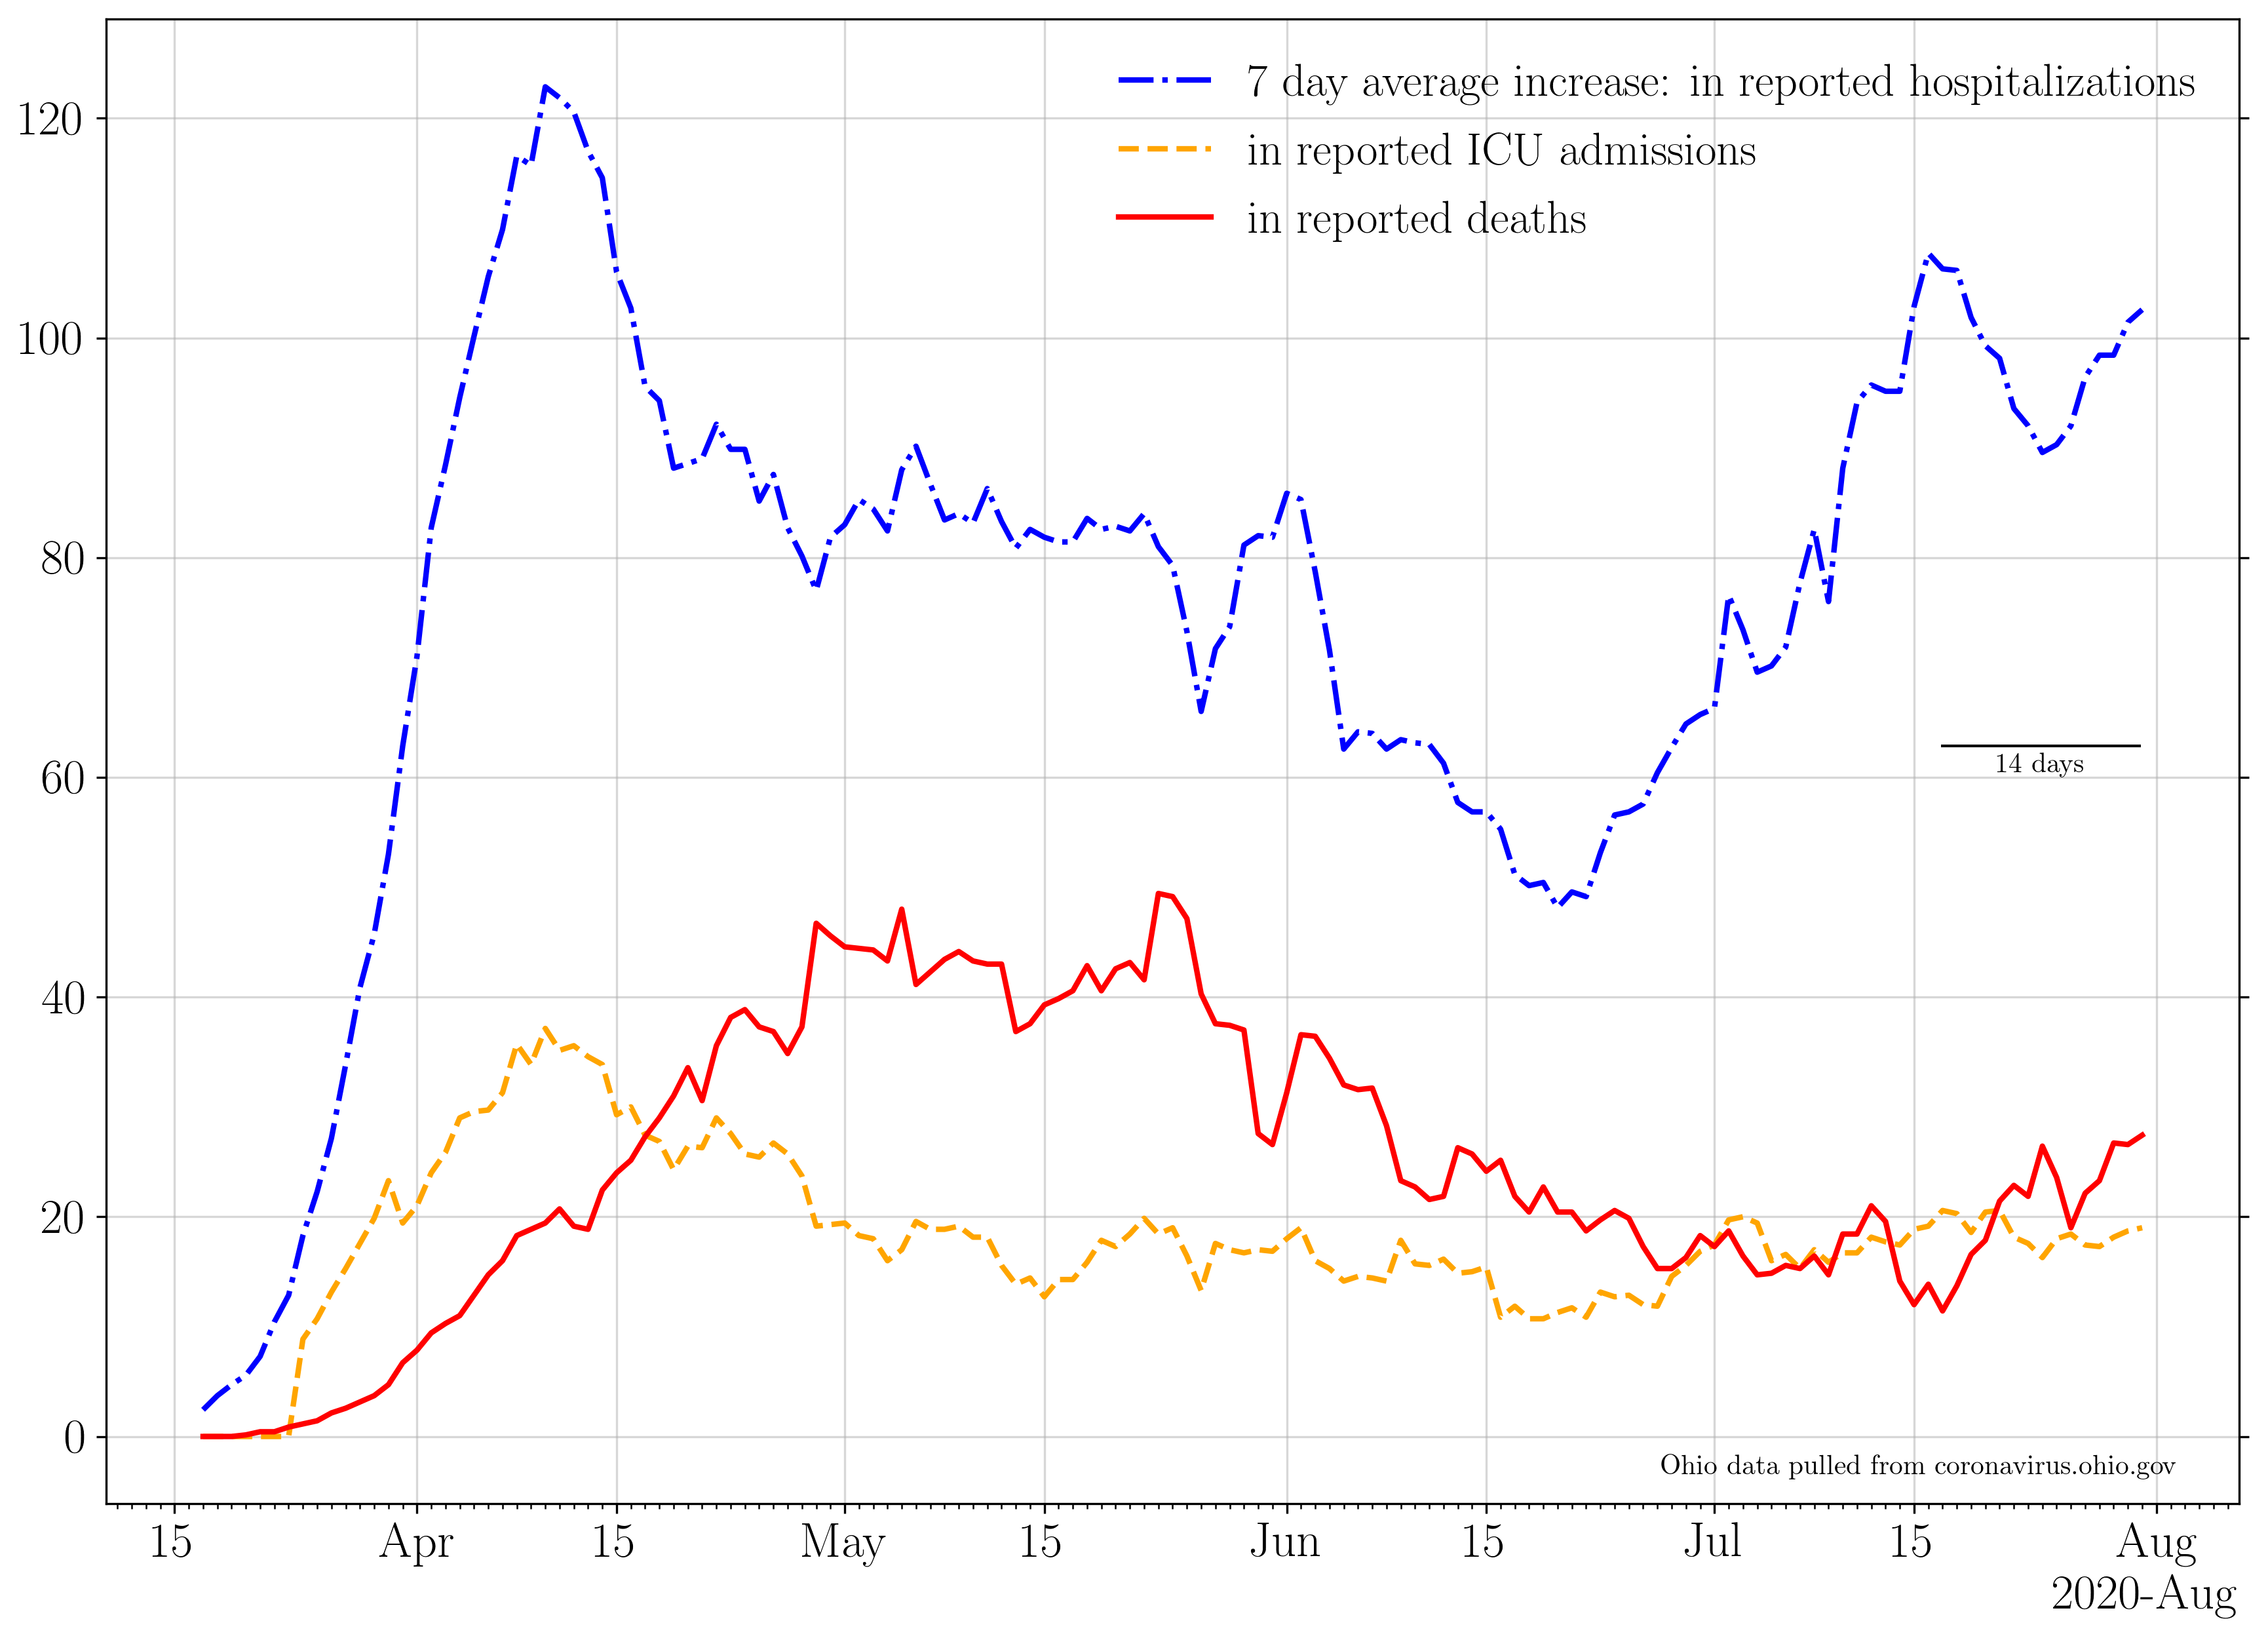 7 day average increase: in reported hospitalizations
in reported ICU admissions
in reported deaths
120
100
80
60
40
20
0
14 days
Ohio data pulled from coronavirus.ohio.gov
15 Apr 15 May 15 Jun 15 Jul 15 Aug
2020-Aug